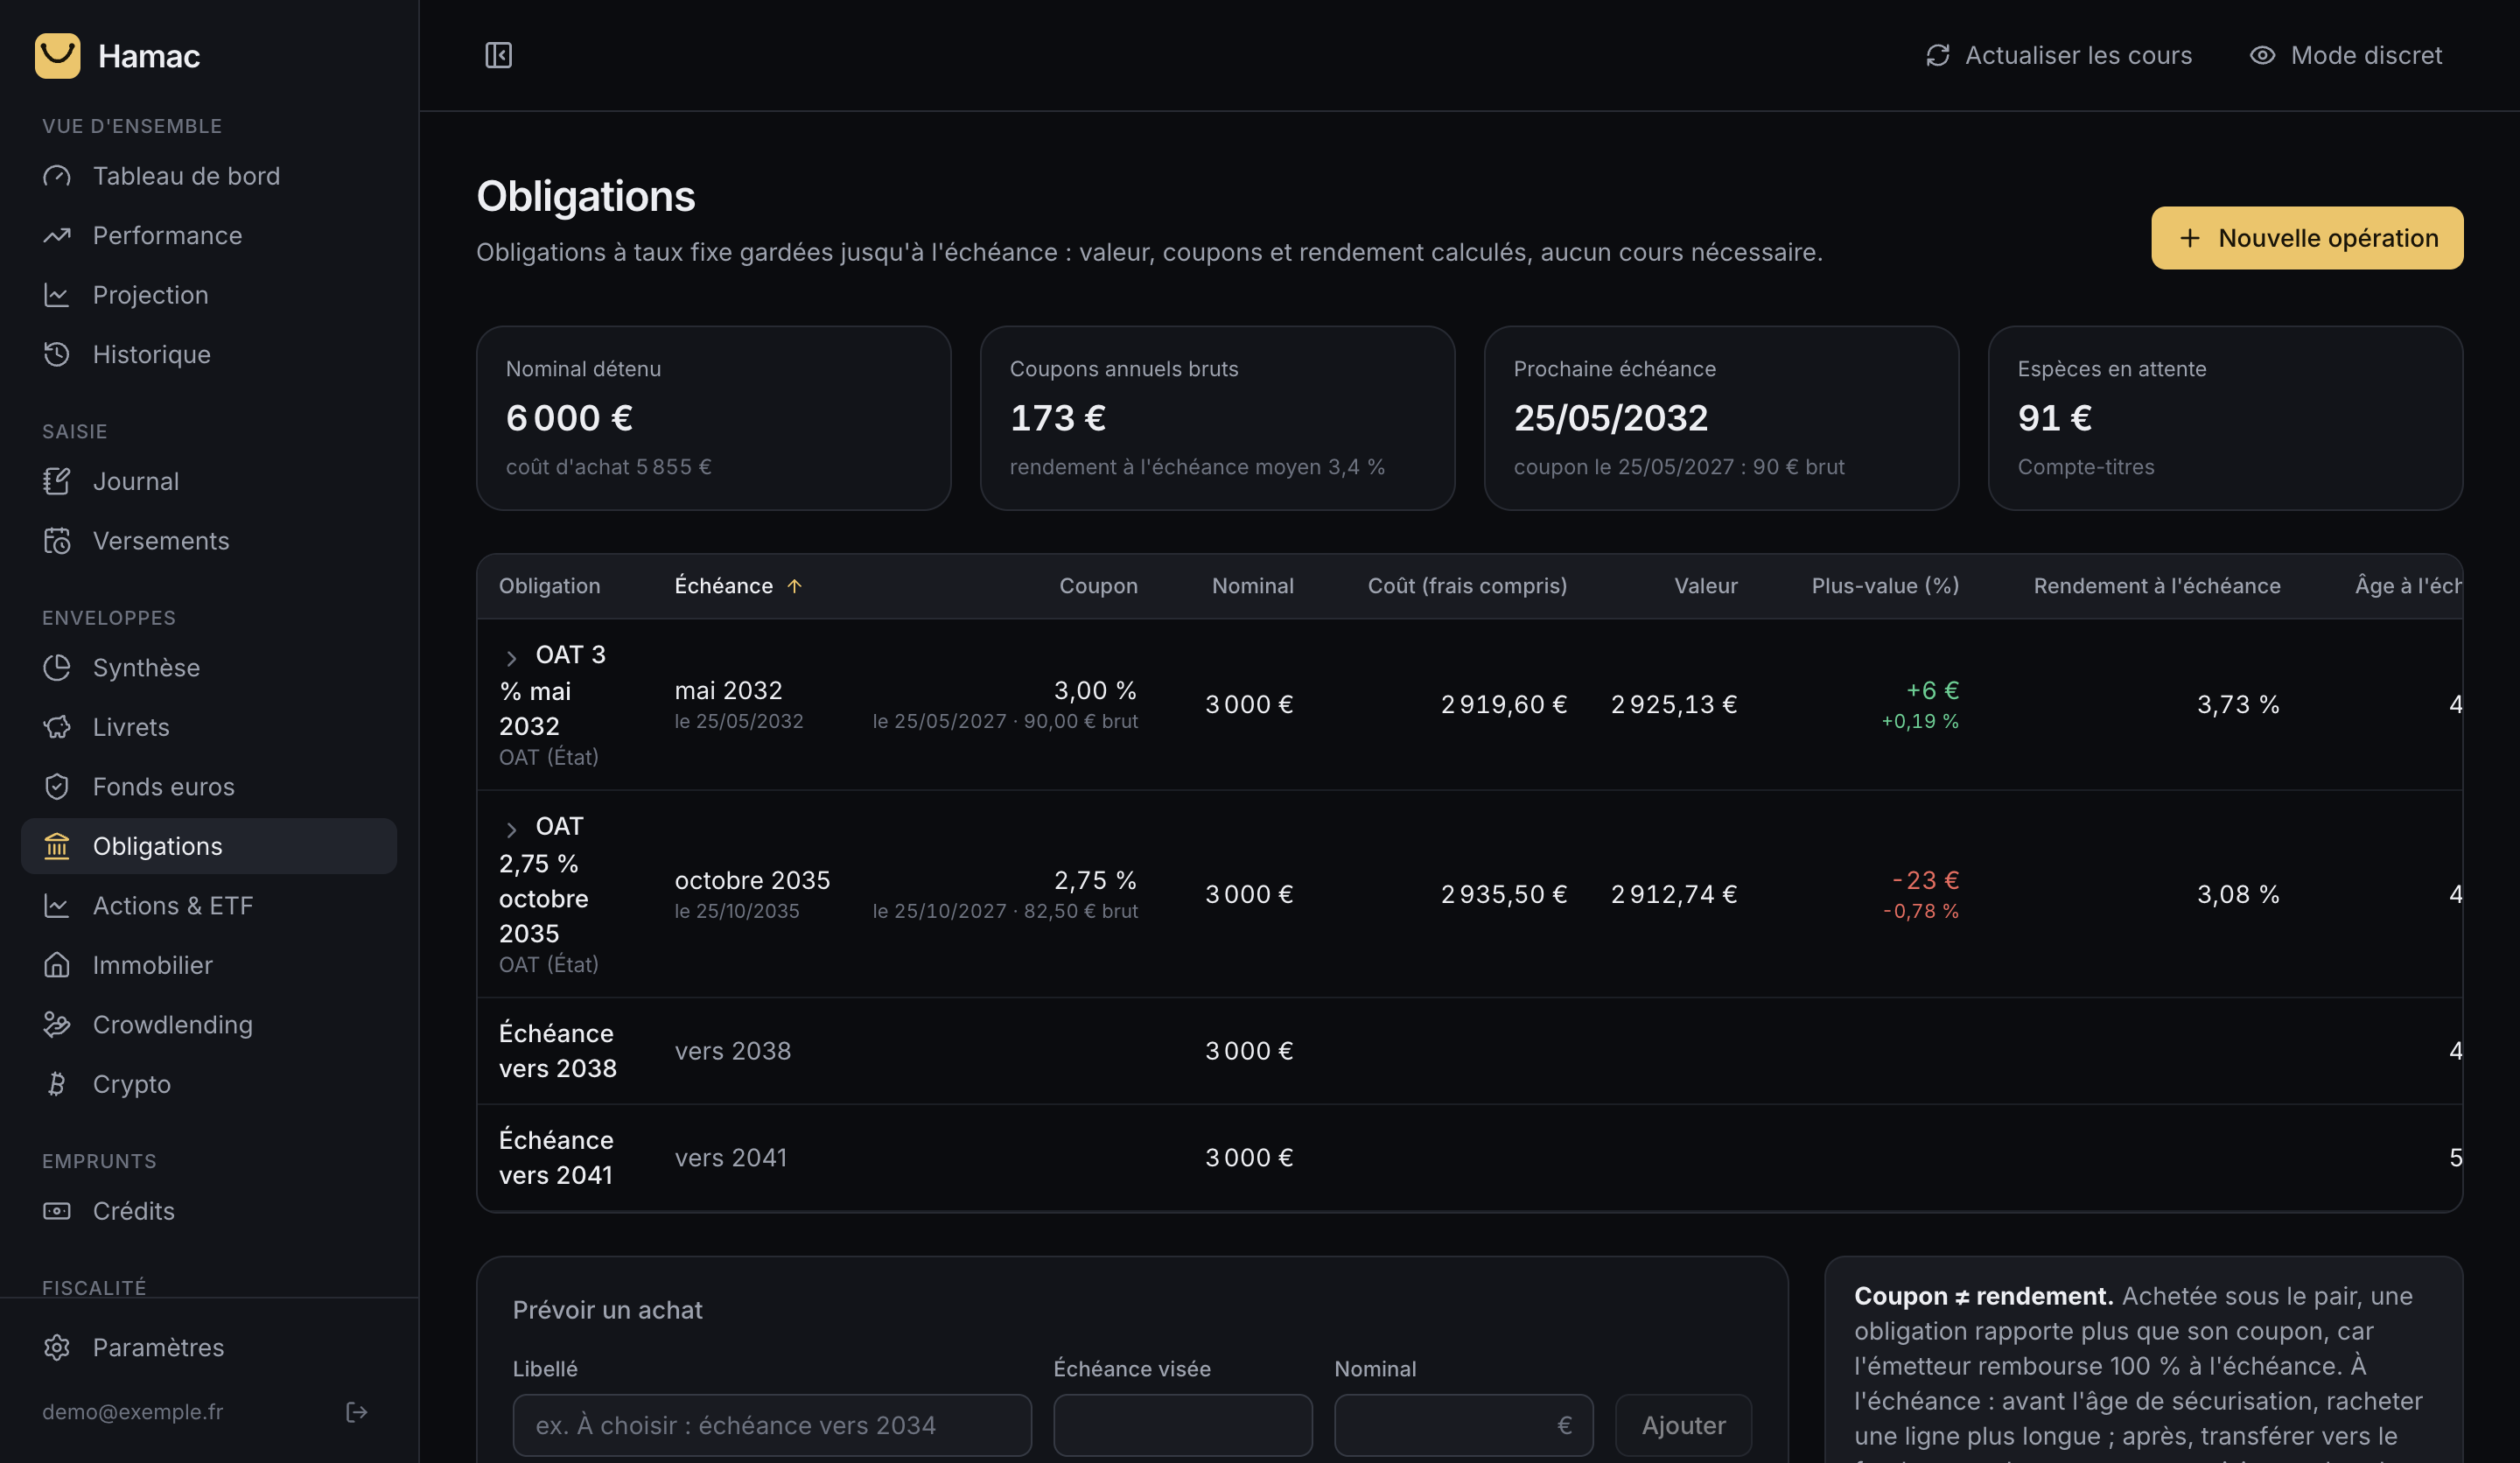 Hamac
VUE D'ENSEMBLE
Tableau de bord
Performance
Projection
Historique
SAISIE
Journal
Versements
ENVELOPPES
Synthèse
Livrets
Fonds euros
Obligations
Actions & ETF
Immobilier
Crowdlending
Crypto
EMPRUNTS
Crédits
FISCALITÉ
Paramètres
demo@exemple.fr
Actualiser les cours
Mode discret
Obligations
Obligations à taux fixe gardées jusqu'à l'échéance : valeur, coupons et rendement calculés, aucun cours nécessaire.
Nouvelle opération
Nominal détenu
6 000 €
coût d'achat 5 855 €
Coupons annuels bruts
173 €
rendement à l'échéance moyen 3,4 %
Prochaine échéance
25/05/2032
coupon le 25/05/2027 : 90 € brut
Espèces en attente
91 €
Compte-titres
Obligation Échéance Coupon Nominal Coût (frais compris) Valeur Plus-value (%) Rendement à l'échéance Âge à l'éch
OAT 3
% mai
2032
OAT (État)
mai 2032
le 25/05/2032
3,00 %
le 25/05/2027 · 90,00 € brut
3 000 €
2 919,60 €
2 925,13 €
+6 €
+0,19 %
3,73 %
4
OAT
2,75 %
octobre
2035
OAT (État)
octobre 2035
le 25/10/2035
2,75 %
le 25/10/2027 · 82,50 € brut
3 000 €
2 935,50 €
2 912,74 €
-23 €
-0,78 %
3,08 %
4
Échéance
vers 2038
vers 2038
3 000 €
4
Échéance
vers 2041
vers 2041
3 000 €
5
Prévoir un achat
Libellé
ex. À choisir : échéance vers 2034
Échéance visée
Nominal
€
Ajouter
Coupon ≠ rendement. Achetée sous le pair, une
obligation rapporte plus que son coupon, car
l'émetteur rembourse 100 % à l'échéance. À
l'échéance : avant l'âge de sécurisation, racheter
une ligne plus longue ; après, transférer vers le